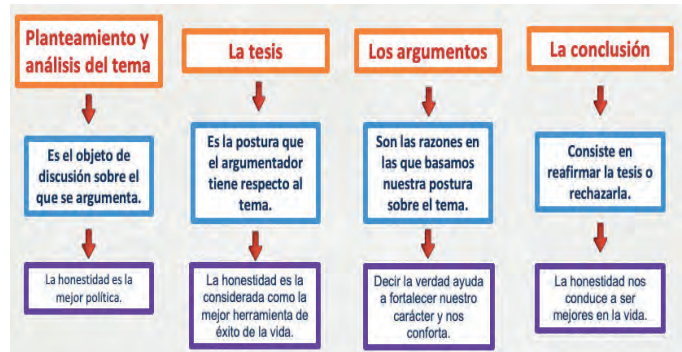 Planteamiento y
análisis del tema
La tesis
Los argumentos
La conclusión
Es el objeto de
discusión sobre el
que se argumenta.
Es la postura que
el argumentador
tiene respecto al
tema.
Son las razones en
las que basamos
nuestra postura
sobre el tema.
Consiste en
reafirmar la tesis o
rechazarla.
La honestidad es la
mejor política.
La honestidad es la
considerada como la
mejor herramienta de
éxito de la vida.
Decir la verdad ayuda
a fortalecer nuestro
carácter y nos
conforta.
La honestidad nos
conduce a ser
mejores en la vida.